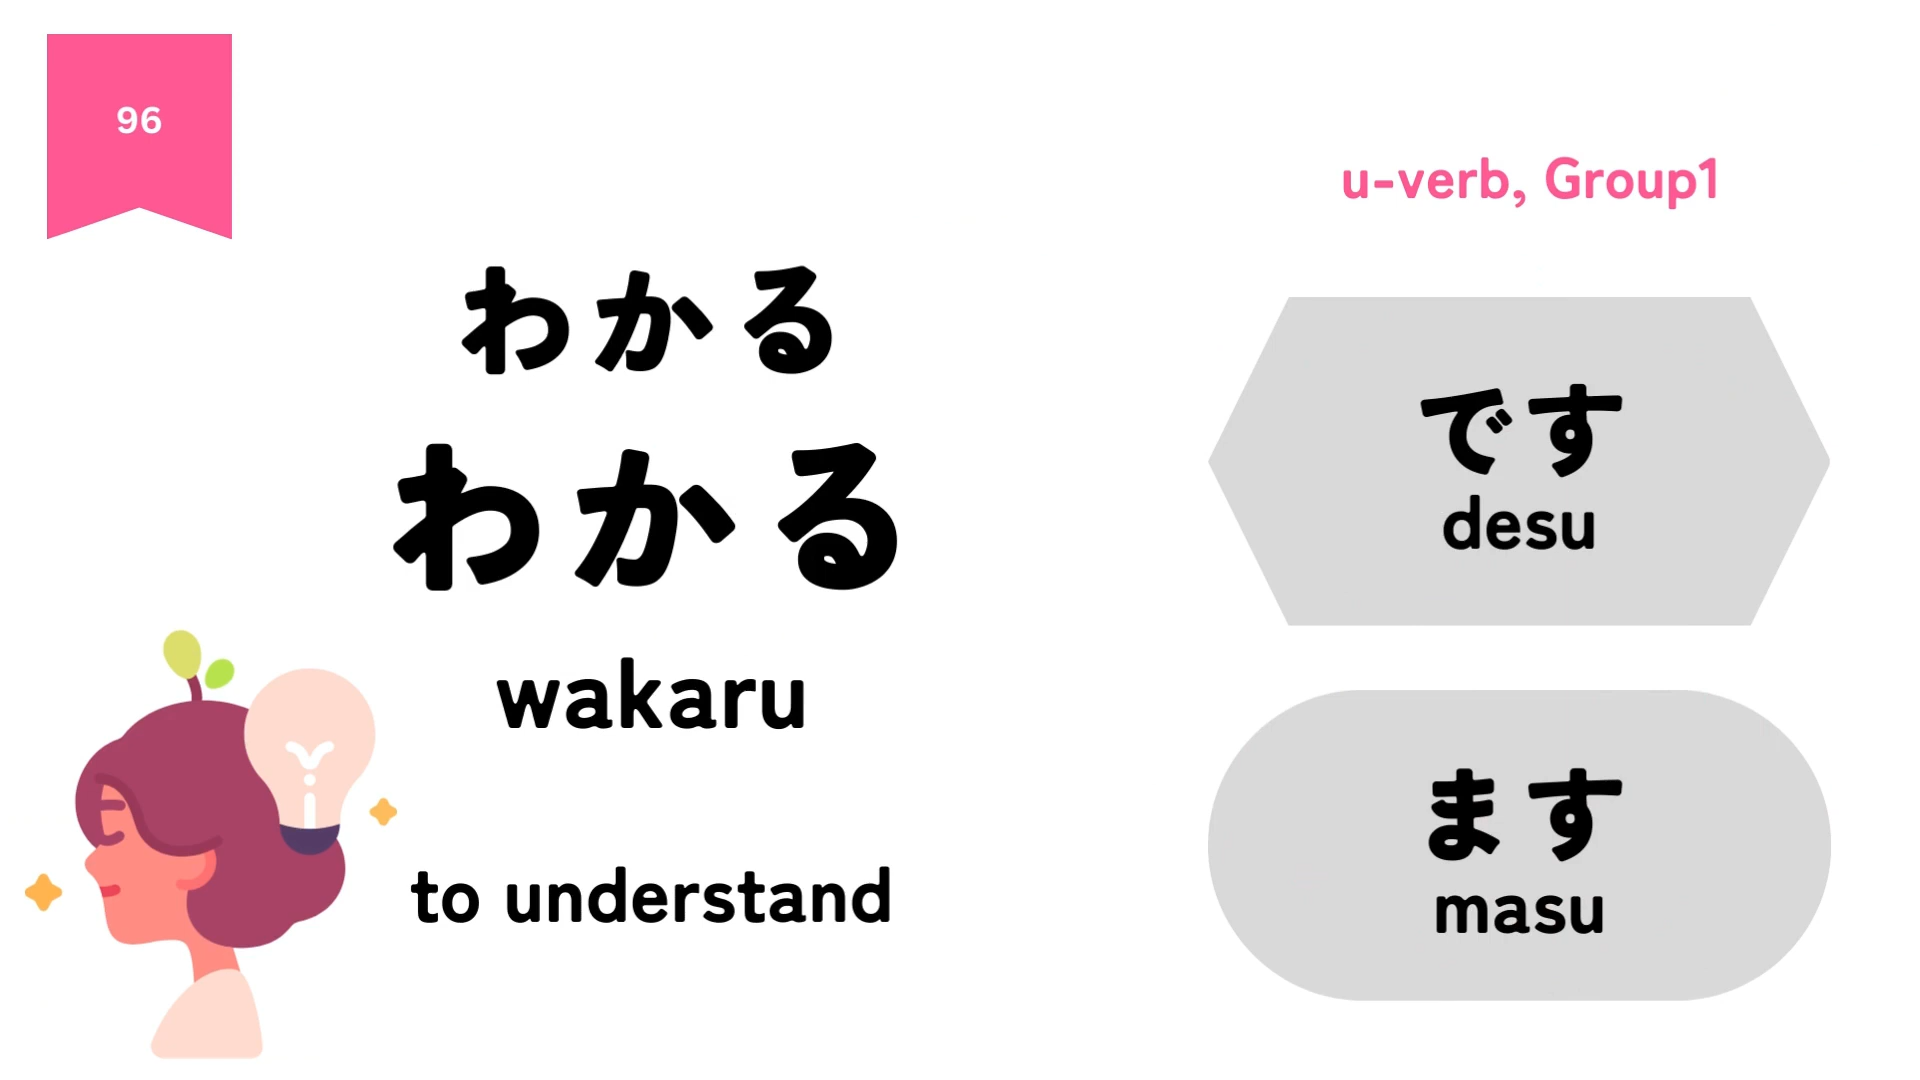 96
わかる
わかる
wakaru
to understand
u-verb, Group1
です
desu
ます
masu